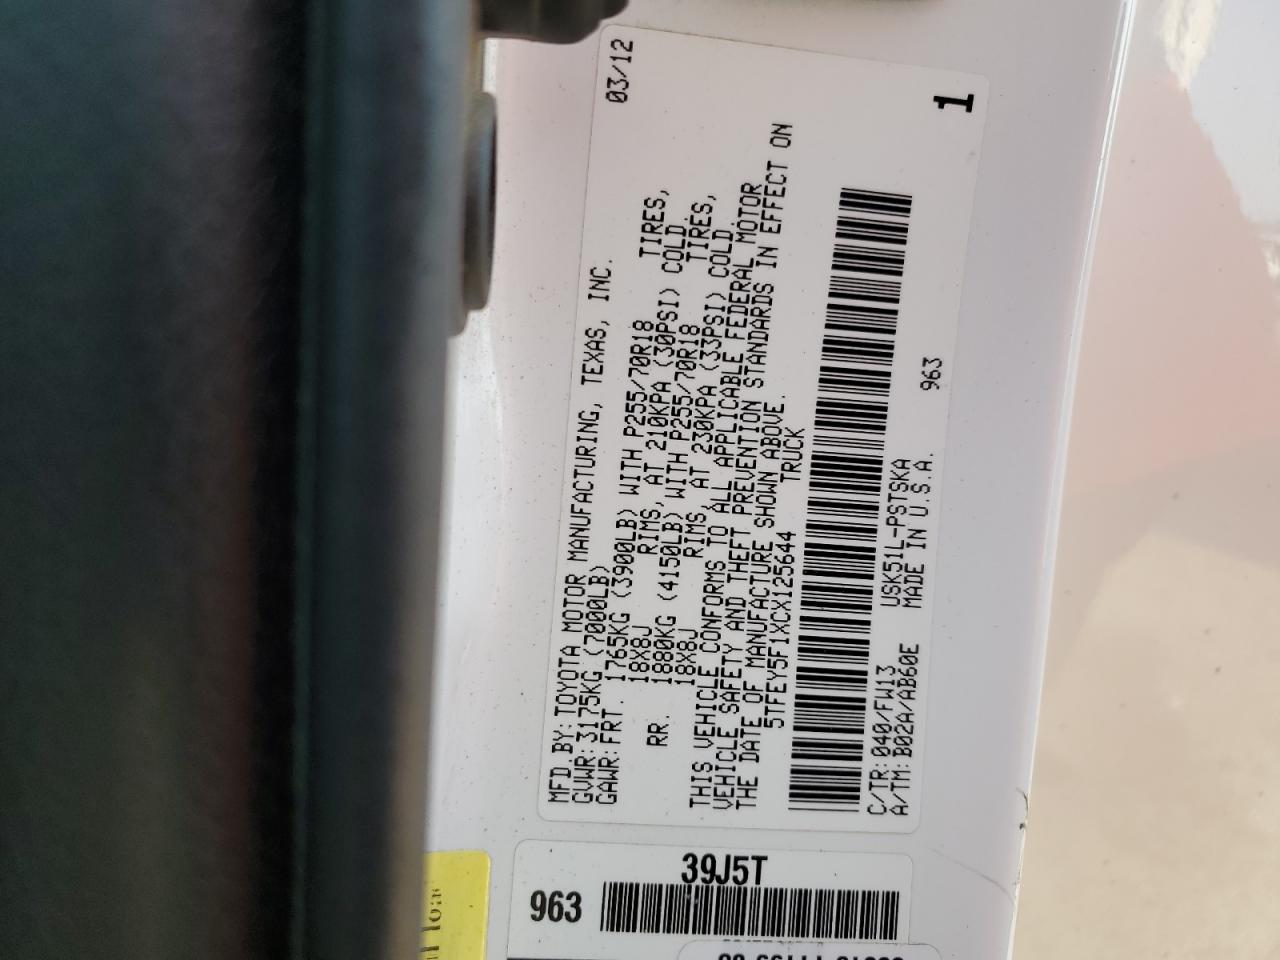 MFD.BY:TOYOTA MOTOR MANUFACTURING, TEXAS, INC. 03/12
GVWR:3175KG (7000LB)
GAWR:FRT. 1765KG (3900LB) WITH P255/70R18 TIRES,
18X8J RIMS, AT 210KPA (30PSI) COLD.
RR. 1880KG (4150LB) WITH P255/70R18 TIRES,
18X8J RIMS, AT 230KPA (33PSI) COLD.
THIS VEHICLE CONFORMS TO ALL APPLICABLE FEDERAL MOTOR
VEHICLE SAFETY AND THEFT PREVENTION STANDARDS IN EFFECT ON
THE DATE OF MANUFACTURE SHOWN ABOVE.
5TFEY5F1XCX125644 TRUCK
C/TR: 040/FW13 USK51L-PSTSKA 963
A/TM: B02A/AB60E MADE IN U.S.A.
1
39J5T
963